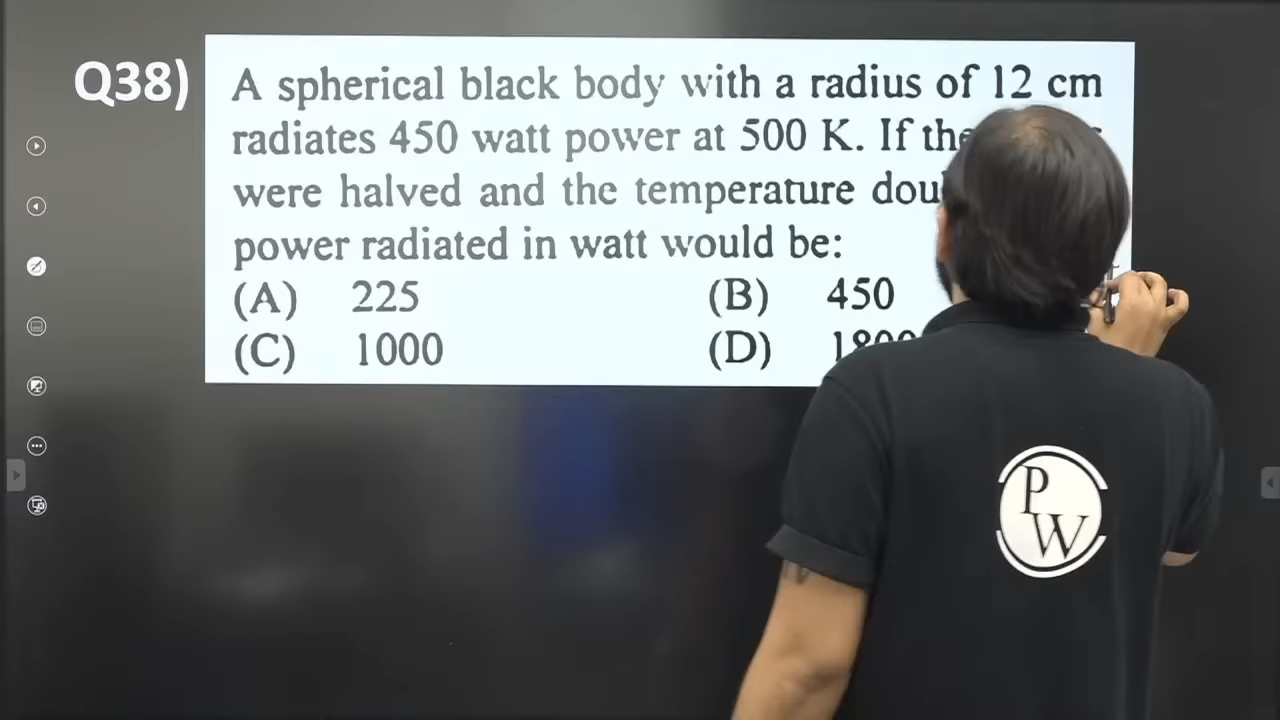 Q38)
A spherical black body with a radius of 12 cm
radiates 450 watt power at 500 K. If the
were halved and the temperature
power radiated in watt would be:
(A) 225 (B) 450
(C) 1000 (D)
P
W